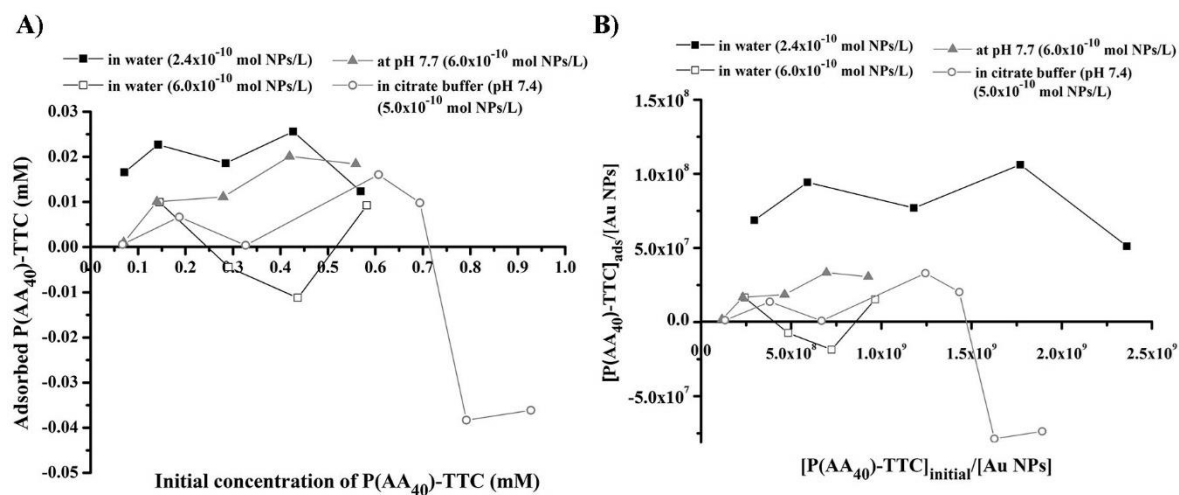 A)
in water (2.4x10⁻¹⁰ mol NPs/L)
in water (6.0x10⁻¹⁰ mol NPs/L)
at pH 7.7 (6.0x10⁻¹⁰ mol NPs/L)
in citrate buffer (pH 7.4)
(5.0x10⁻¹⁰ mol NPs/L)
Adsorbed P(AA₄₀)-TTC (mM)
0.03
0.02
0.01
0.00
-0.01
-0.02
-0.03
-0.04
-0.05
0.0 0.1 0.2 0.3 0.4 0.5 0.6 0.7 0.8 0.9 1.0
Initial concentration of P(AA₄₀)-TTC (mM)
B)
in water (2.4x10⁻¹⁰ mol NPs/L)
in water (6.0x10⁻¹⁰ mol NPs/L)
at pH 7.7 (6.0x10⁻¹⁰ mol NPs/L)
in citrate buffer (pH 7.4)
(5.0x10⁻¹⁰ mol NPs/L)
[P(AA₄₀)-TTC]ads/[Au NPs]
1.5x10⁸
1.0x10⁸
5.0x10⁷
0.0
-5.0x10⁷
0.0 5.0x10⁸ 1.0x10⁹ 1.5x10⁹ 2.0x10⁹ 2.5x10⁹
[P(AA₄₀)-TTC]initial/[Au NPs]